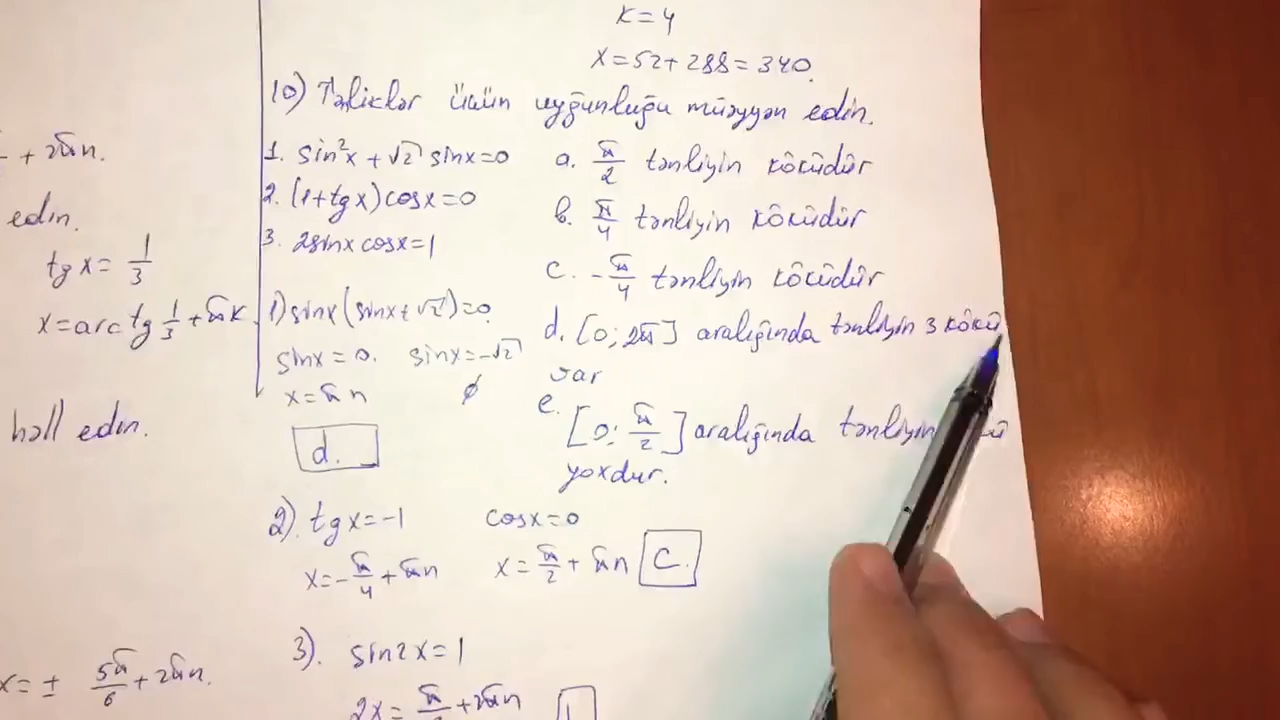 K=4
x=52+288=340.
10) Tənliklər üçün uyğunluğu müəyyən edin.
1. sin²x + √2 sinx=0
2. (1+tgx)cosx=0
3. 2sinx cosx=1
a. π/2 tənliyin köküdür
b. π/4 tənliyin köküdür
c. -π/4 tənliyin köküdür
d. [0; 2π] aralığında tənliyin 3 kökü
var
e. [0; π/2] aralığında tənliyin
yoxdur.
1) sinx(sinx+√2)=0.
sinx=0. sinx=-√2
x=πn ∅
d.
2). tgx=-1 cosx=0
x=-π/4+πn x=π/2+πn c.
3). sin2x=1
2x= +2πn
+2πn.
edin.
tgx=1/3
x=arctg 1/3+πk.
həll edin.
x=± 5π/6+2πn.